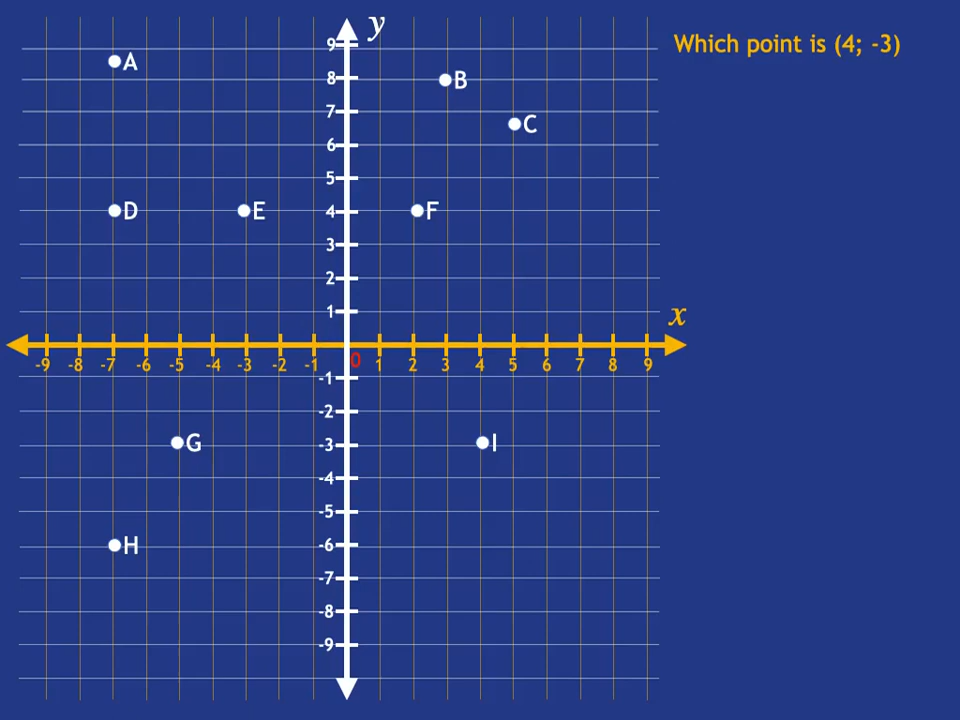 y
Which point is (4; -3)
9
A
8
B
7
C
6
5
D
E
4
F
3
2
1
x
-9 -8 -7 -6 -5 -4 -3 -2 -1 0 1 2 3 4 5 6 7 8 9
-1
-2
G
-3
I
-4
-5
H
-6
-7
-8
-9